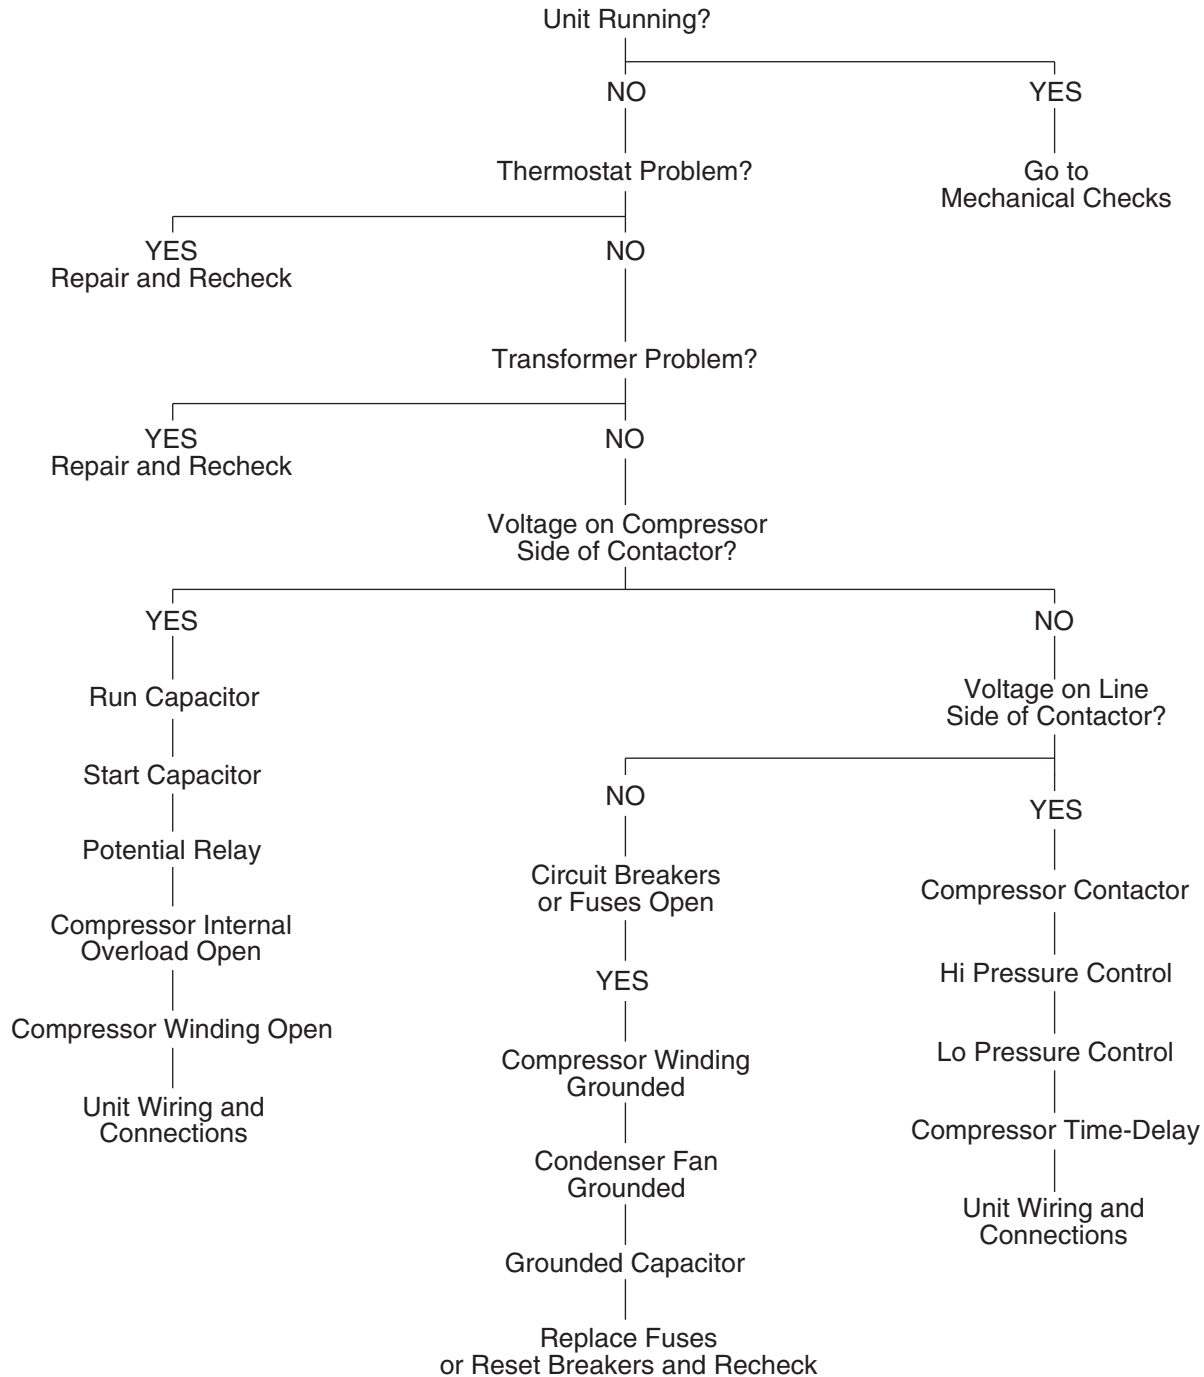 Unit Running?
NO
YES
Thermostat Problem?
Go to
Mechanical Checks
YES
Repair and Recheck
NO
Transformer Problem?
YES
Repair and Recheck
NO
Voltage on Compressor
Side of Contactor?
YES
Run Capacitor
Start Capacitor
Potential Relay
Compressor Internal
Overload Open
Compressor Winding Open
Unit Wiring and
Connections
NO
Voltage on Line
Side of Contactor?
NO
Circuit Breakers
or Fuses Open
YES
Compressor Winding
Grounded
Condenser Fan
Grounded
Grounded Capacitor
Replace Fuses
or Reset Breakers and Recheck
YES
Compressor Contactor
Hi Pressure Control
Lo Pressure Control
Compressor Time-Delay
Unit Wiring and
Connections